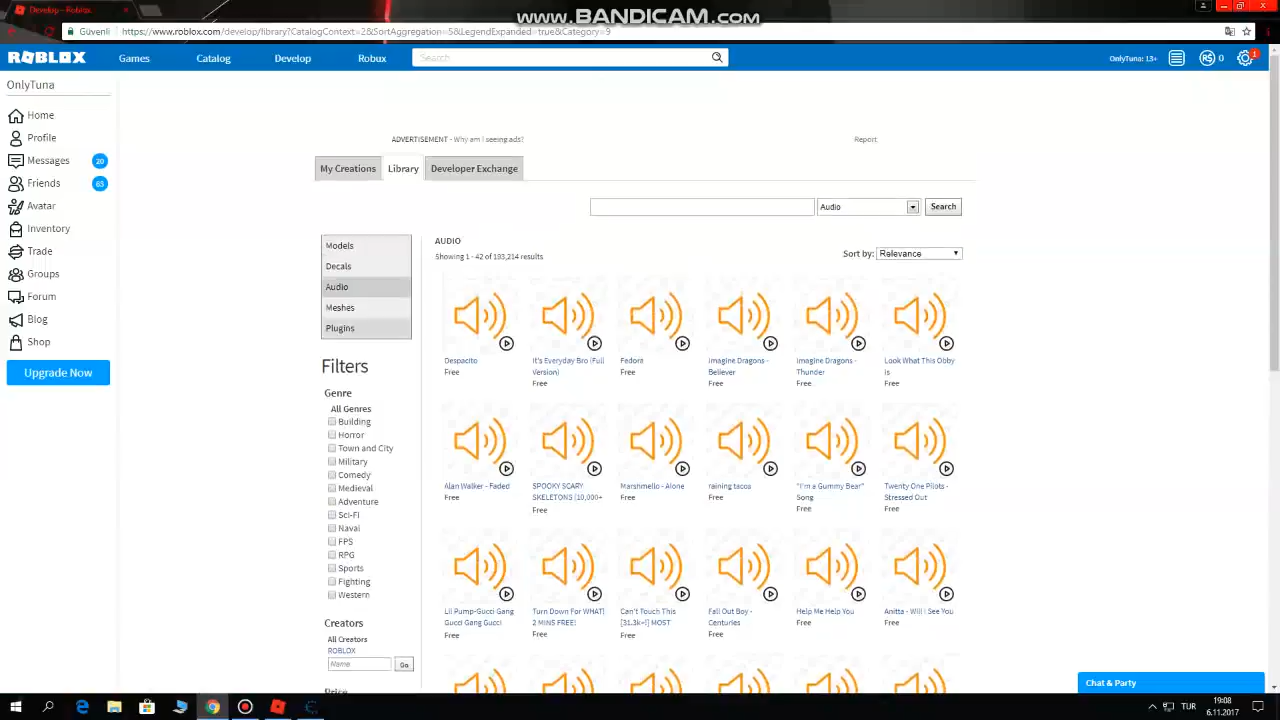 www.BANDICAM.com
Develop - Roblox
Güvenli
https://www.roblox.com/develop/library?CatalogContext=2&SortAggregation=5&LegendExpanded=true&Category=9
ROBLOX
Games
Catalog
Develop
Robux
Search
OnlyTuna: 13+
0
1
OnlyTuna
Home
Profile
Messages 20
Friends 63
Avatar
Inventory
Trade
Groups
Forum
Blog
Shop
Upgrade Now
ADVERTISEMENT - Why am I seeing ads?
Report
My Creations
Library
Developer Exchange
Audio
Search
Models
Decals
Audio
Meshes
Plugins
Filters
Genre
All Genres
Building
Horror
Town and City
Military
Comedy
Medieval
Adventure
Sci-Fi
Naval
FPS
RPG
Sports
Fighting
Western
Creators
All Creators
ROBLOX
Name
Go
Price
AUDIO
Showing 1 - 42 of 193,214 results
Sort by: Relevance
Despacito
Free
It's Everyday Bro (Full
Version)
Free
Fedora
Free
Imagine Dragons -
Believer
Free
Imagine Dragons -
Thunder
Free
Look What This Obby
is
Free
Alan Walker - Faded
Free
SPOOKY SCARY
SKELETONS (10,000+
Free
Marshmello - Alone
Free
raining tacos
Free
"I'm a Gummy Bear"
Song
Free
Twenty One Pilots -
Stressed Out
Free
Lil Pump-Gucci Gang
Gucci Gang Gucci
Free
Turn Down For WHAT!
2 MINS FREE!
Free
Can't Touch This
[31.3k+!] MOST
Free
Fall Out Boy -
Centuries
Free
Help Me Help You
Free
Anitta - Will I See You
Free
Chat & Party
TUR
19:08
6.11.2017